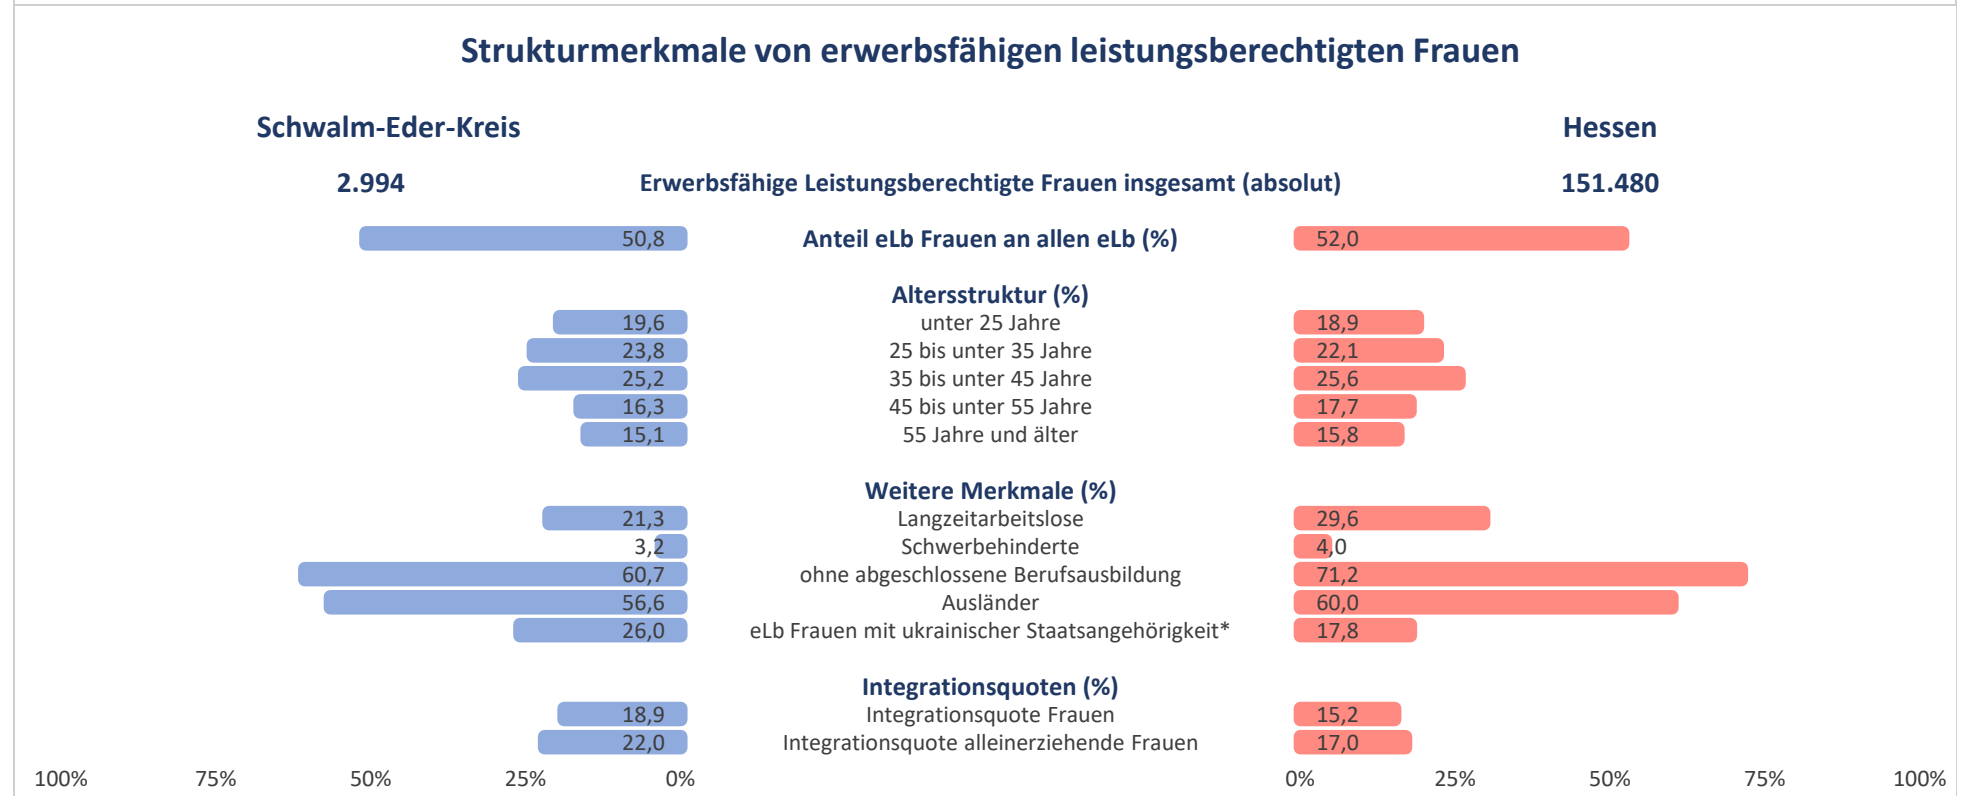 Strukturmerkmale von erwerbsfähigen leistungsberechtigten Frauen
Schwalm-Eder-Kreis Hessen
2.994 Erwerbsfähige Leistungsberechtigte Frauen insgesamt (absolut) 151.480
50,8 Anteil eLb Frauen an allen eLb (%) 52,0
Altersstruktur (%)
19,6 unter 25 Jahre 18,9
23,8 25 bis unter 35 Jahre 22,1
25,2 35 bis unter 45 Jahre 25,6
16,3 45 bis unter 55 Jahre 17,7
15,1 55 Jahre und älter 15,8
Weitere Merkmale (%)
21,3 Langzeitarbeitslose 29,6
3,2 Schwerbehinderte 4,0
60,7 ohne abgeschlossene Berufsausbildung 71,2
56,6 Ausländer 60,0
26,0 eLb Frauen mit ukrainischer Staatsangehörigkeit* 17,8
Integrationsquoten (%)
18,9 Integrationsquote Frauen 15,2
22,0 Integrationsquote alleinerziehende Frauen 17,0
100% 75% 50% 25% 0% 0% 25% 50% 75% 100%